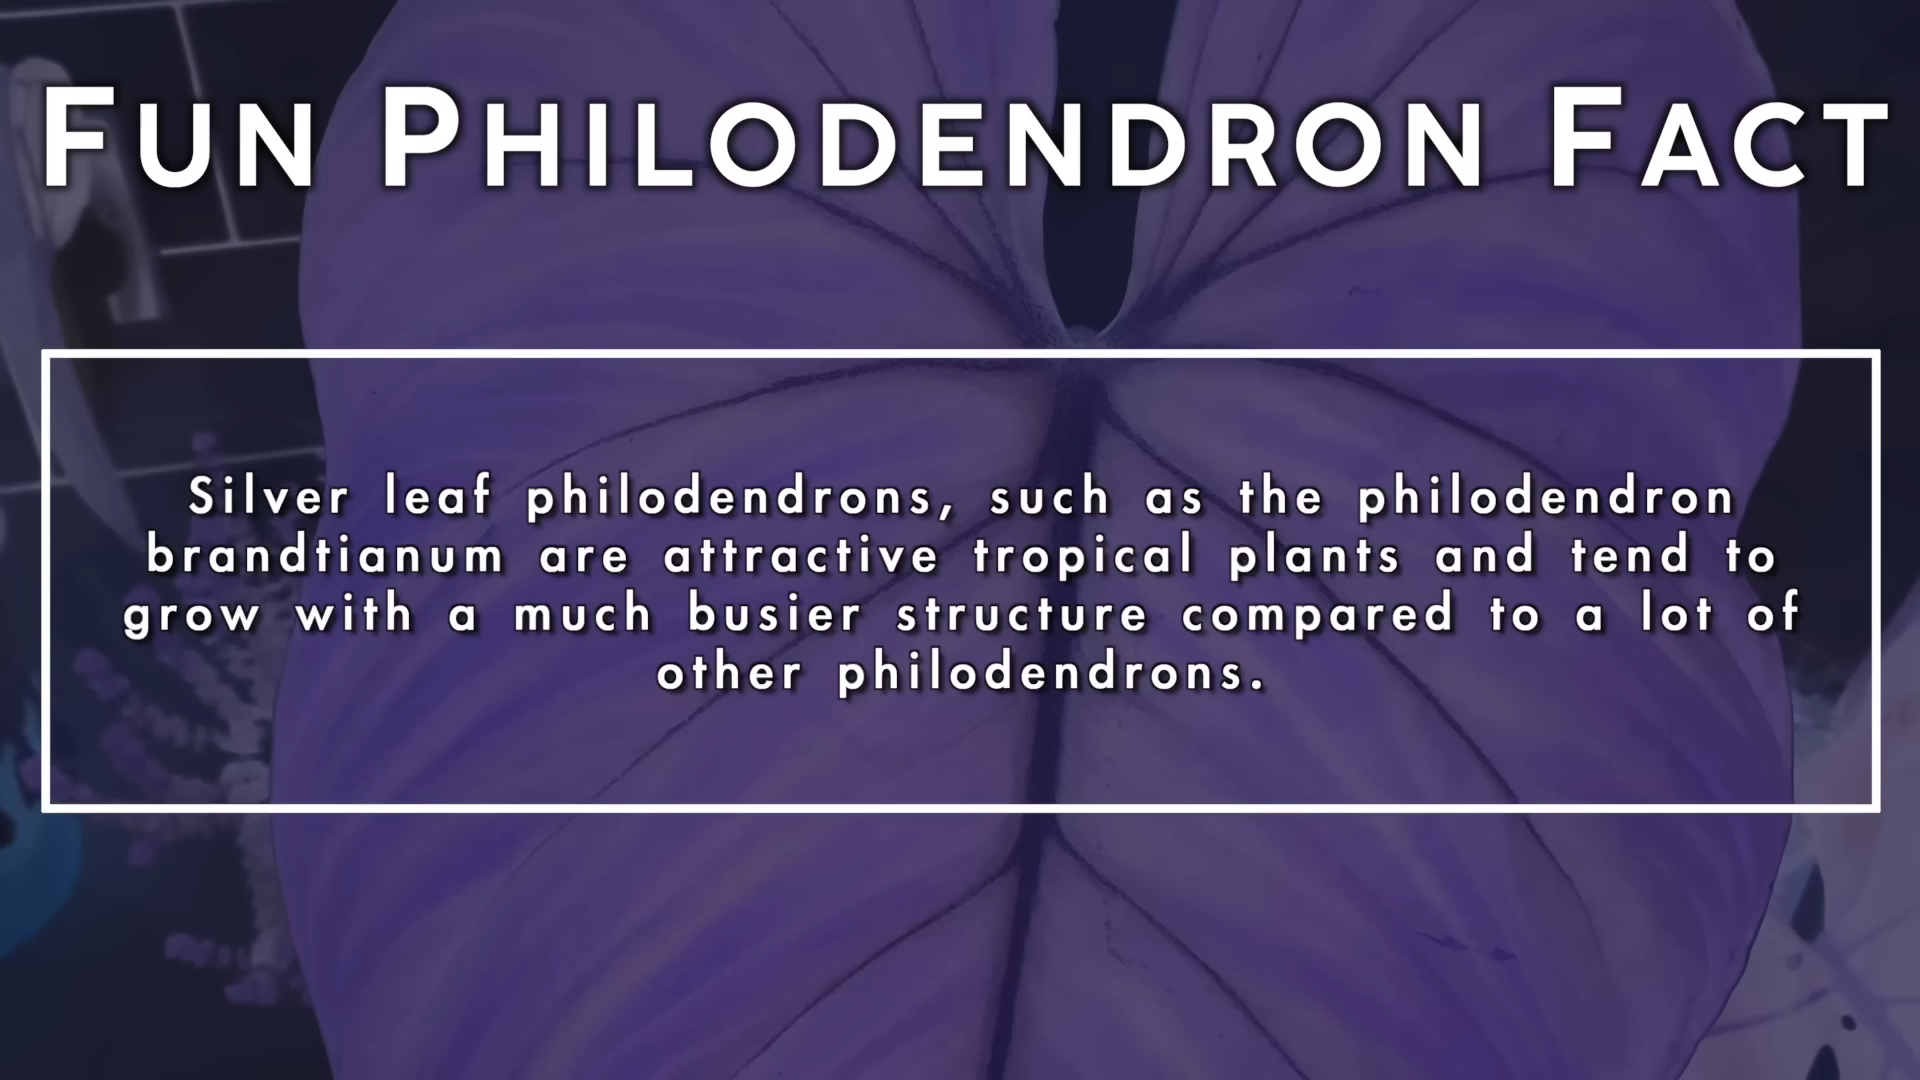 Fun Philodendron Fact
Silver leaf philodendrons, such as the philodendron
brandtianum are attractive tropical plants and tend to
grow with a much busier structure compared to a lot of
other philodendrons.